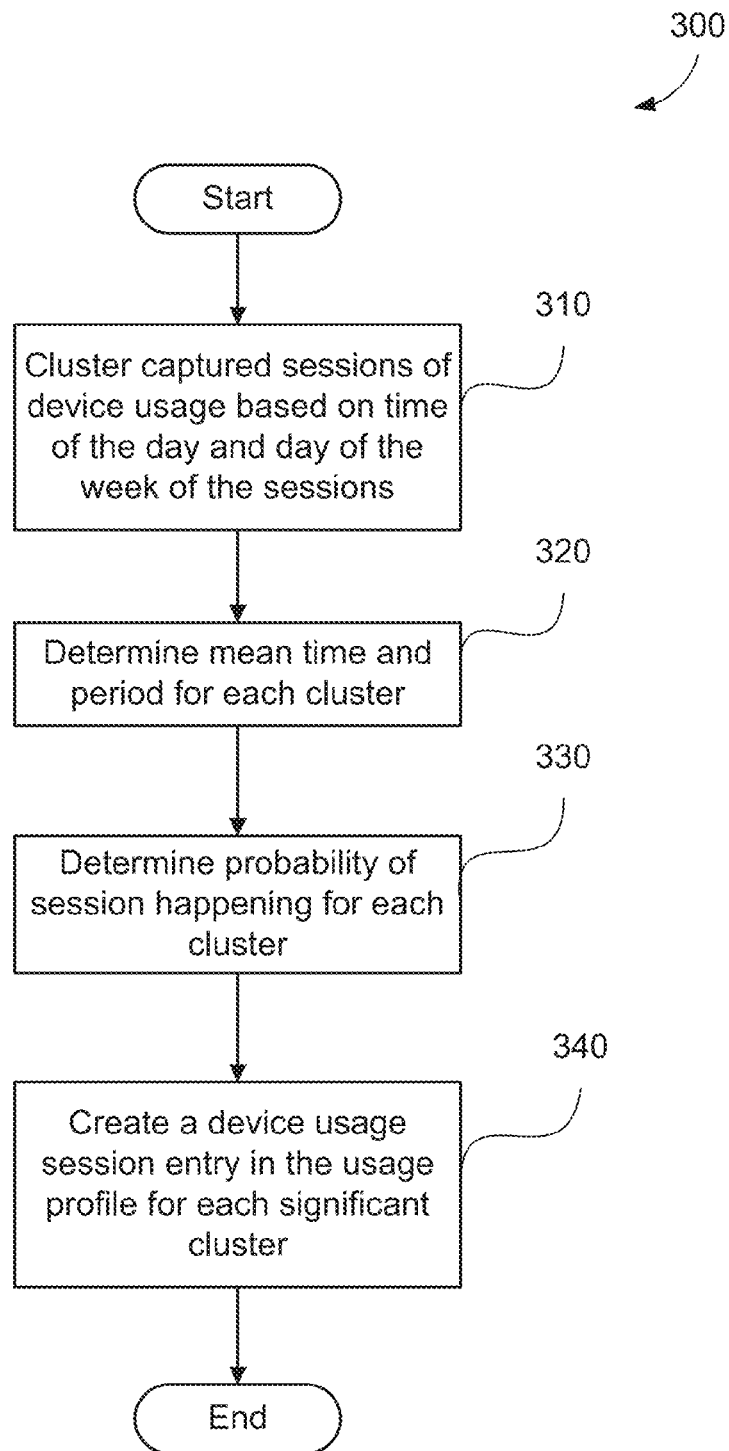 300
Start
310
Cluster captured sessions of
device usage based on time
of the day and day of the
week of the sessions
320
Determine mean time and
period for each cluster
330
Determine probability of
session happening for each
cluster
340
Create a device usage
session entry in the usage
profile for each significant
cluster
End